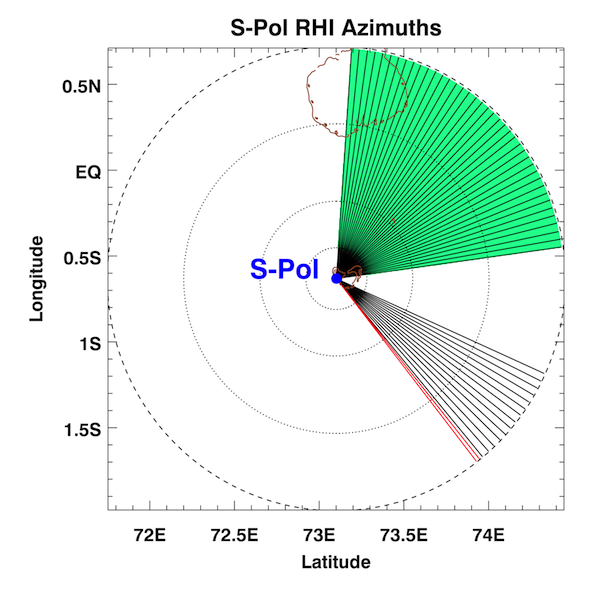 S-Pol RHI Azimuths
0.5N
EQ
0.5S
1S
1.5S
Longitude
S-Pol
72E 72.5E 73E 73.5E 74E
Latitude